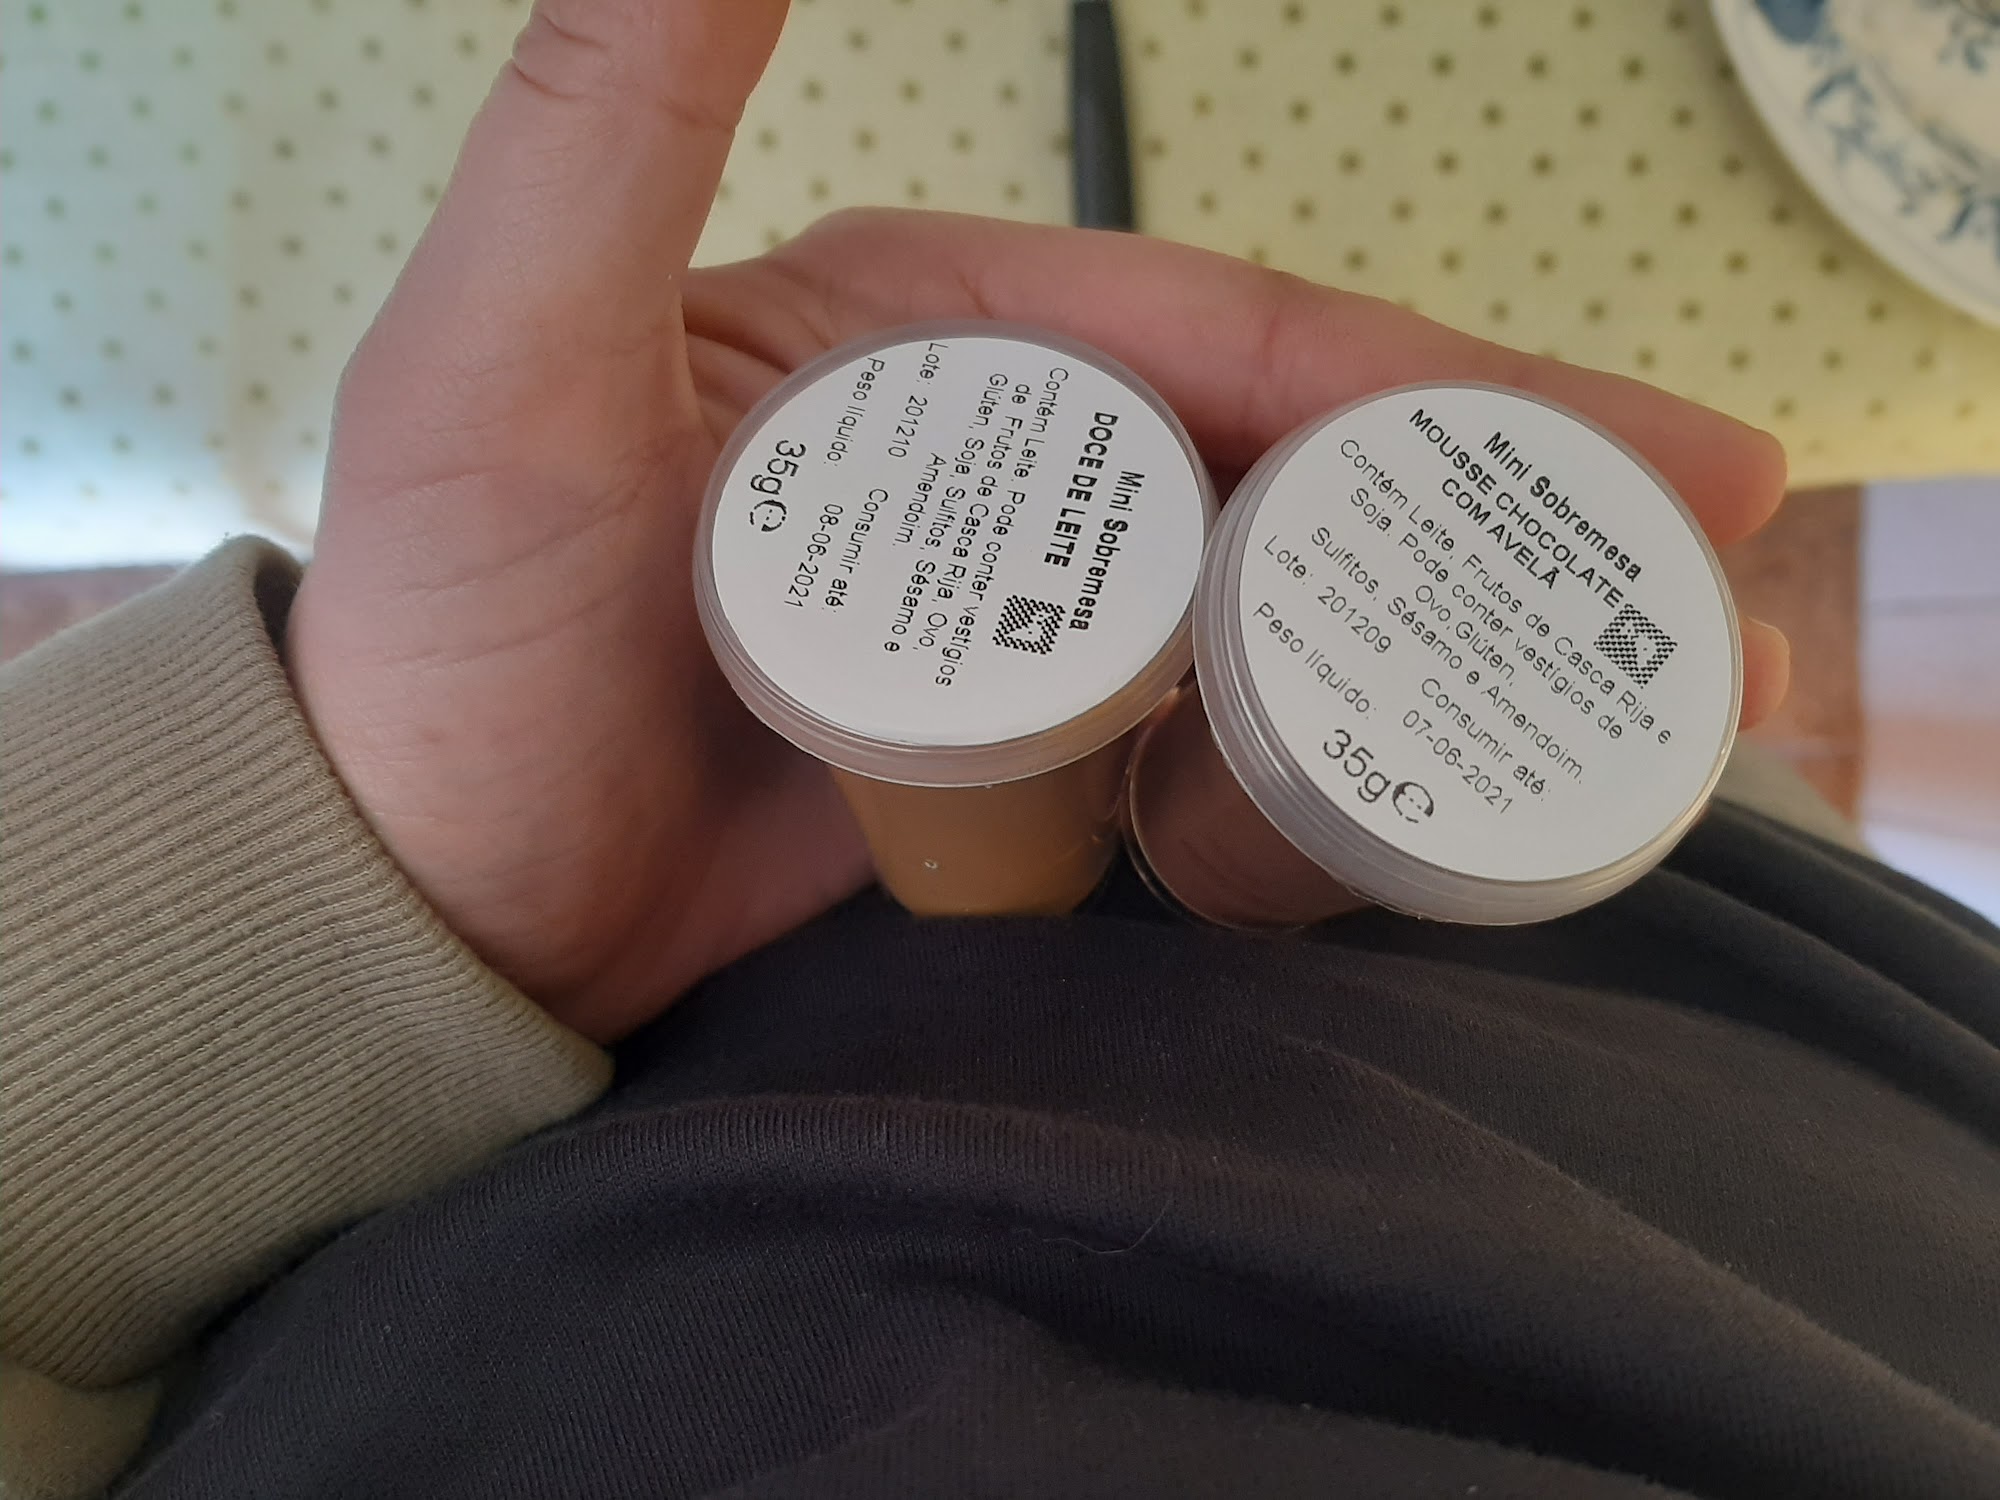 Mini Sobremesa
DOCE DE LEITE
Contém Leite. Pode conter vestígios
de Frutos de Casca Rija, Ovo,
Glúten, Soja, Sulfitos, Sésamo e
Amendoim.
Lote: 201210 Consumir até:
08-06-2021
Peso líquido:
35g
Mini Sobremesa
MOUSSE CHOCOLATE
COM AVELÃ
Contém Leite, Frutos de Casca Rija e
Soja. Pode conter vestígios de
Ovo,Glúten,
Sulfitos, Sésamo e Amendoim.
Lote: 201209 Consumir até:
07-06-2021
Peso líquido:
35g